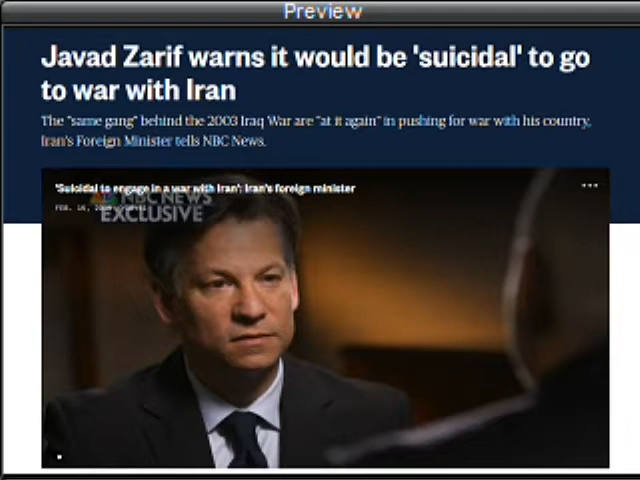 Preview
Javad Zarif warns it would be 'suicidal' to go
to war with Iran
The "same gang" behind the 2003 Iraq War are "at it again" in pushing for war with his country,
Iran's Foreign Minister tells NBC News.
'Suicidal to engage in a war with Iran': Iran's foreign minister
NBC NEWS
EXCLUSIVE
FEB. 16,